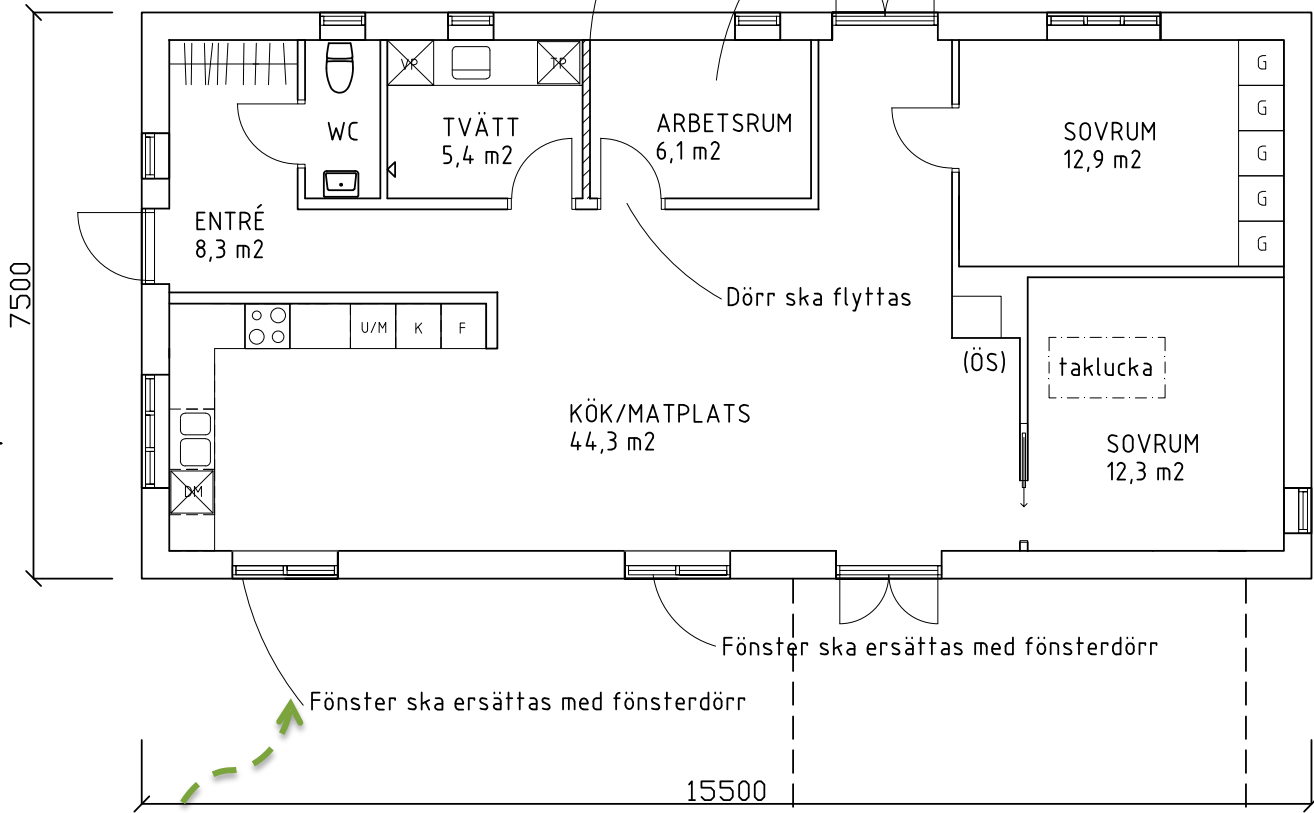 VP
TP
WC
TVÄTT
5,4 m2
ARBETSRUM
6,1 m2
SOVRUM
12,9 m2
G
G
G
G
G
ENTRÉ
8,3 m2
7500
Dörr ska flyttas
U/M
K
F
(ÖS)
taklucka
KÖK/MATPLATS
44,3 m2
SOVRUM
12,3 m2
DM
Fönster ska ersättas med fönsterdörr
Fönster ska ersättas med fönsterdörr
15500